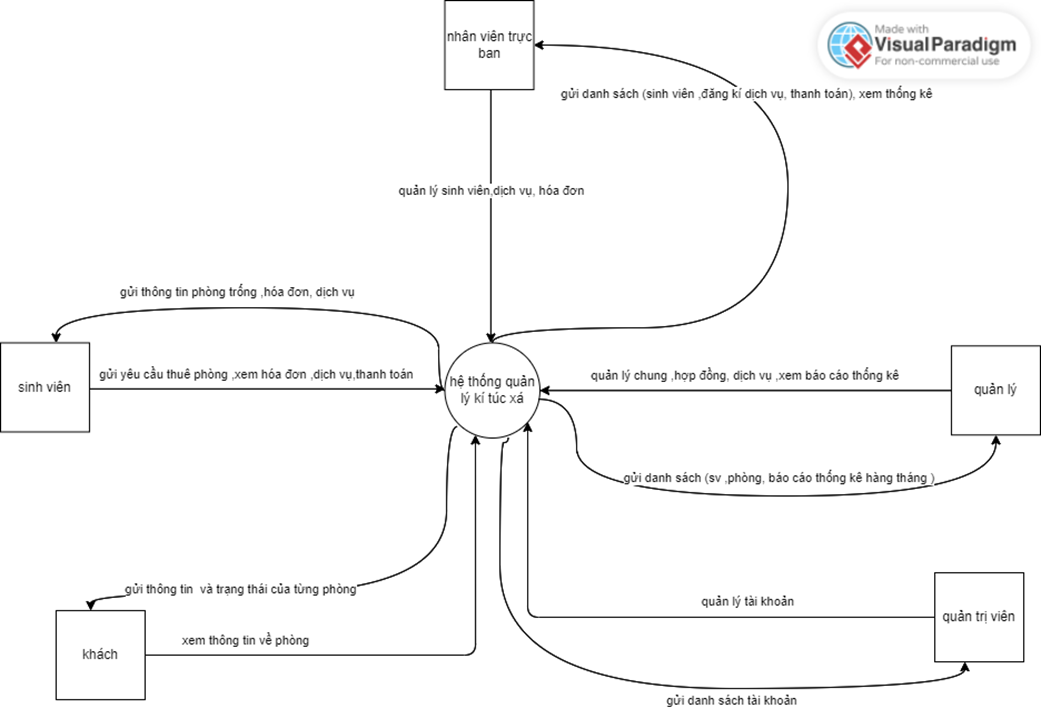 nhân viên trực
ban
Made with
Visual Paradigm
For non-commercial use
gửi danh sách (sinh viên ,đăng kí dịch vụ, thanh toán), xem thống kê
quản lý sinh viên,dịch vụ, hóa đơn
gửi thông tin phòng trống ,hóa đơn, dịch vụ
sinh viên
gửi yêu cầu thuê phòng ,xem hóa đơn ,dịch vụ,thanh toán
hệ thống quản
lý kí túc xá
quản lý chung ,hợp đồng, dịch vụ ,xem báo cáo thống kê
quản lý
gửi danh sách (sv ,phòng, báo cáo thống kê hàng tháng )
gửi thông tin và trạng thái của từng phòng
quản lý tài khoản
quản trị viên
khách
xem thông tin về phòng
gửi danh sách tài khoản